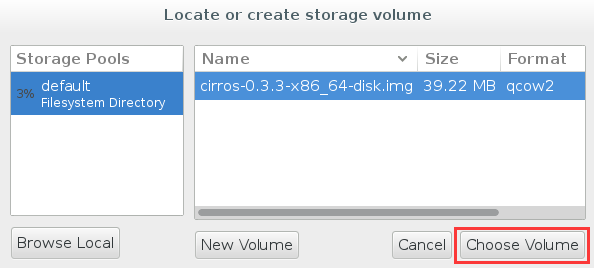 Locate or create storage volume
Storage Pools
Name Size Format
3% default
Filesystem Directory
cirros-0.3.3-x86_64-disk.img 39.22 MB qcow2
Browse Local New Volume Cancel Choose Volume